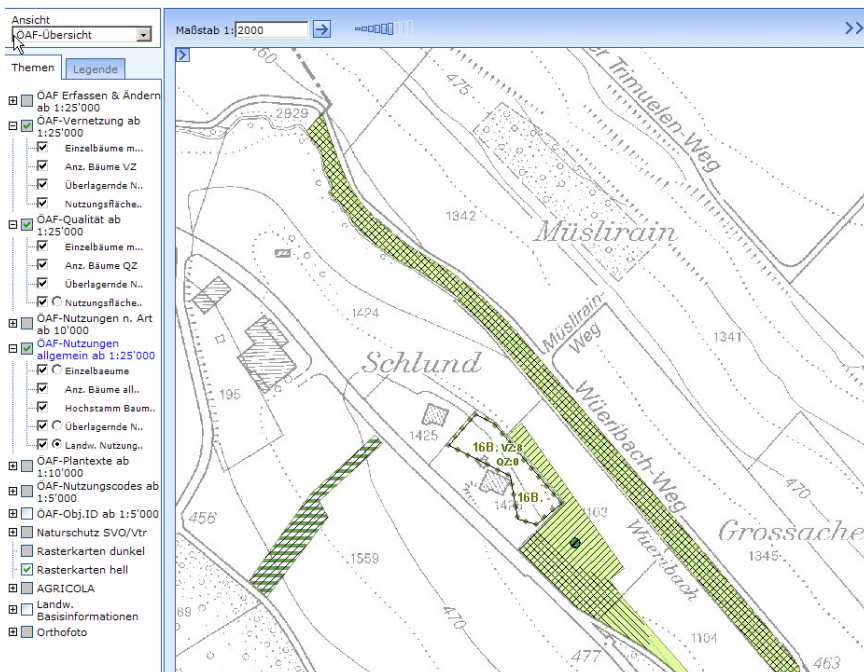 Ansicht
ÖAF-Übersicht
Maßstab 1: 2000
>>
Themen
Legende
ÖAF Erfassen & Ändern
ab 1:25'000
ÖAF-Vernetzung ab
1:25'000
Einzelbäume m...
Anz. Bäume VZ
Überlagernde N..
Nutzungsfläche..
ÖAF-Qualität ab
1:25'000
Einzelbäume m...
Anz. Bäume QZ
Überlagernde N..
Nutzungsfläche..
ÖAF-Nutzungen n. Art
ab 10'000
ÖAF-Nutzungen
allgemein ab 1:25'000
Einzelbaeume
Anz. Bäume all..
Hochstamm Baum..
Überlagernde N..
Landw. Nutzung..
ÖAF-Plantexte ab
1:10'000
ÖAF-Nutzungscodes ab
1:5'000
ÖAF-Obj.ID ab 1:5'000
Naturschutz SVO/Vtr
Rasterkarten dunkel
Rasterkarten hell
AGRICOLA
Landw.
Basisinformationen
Orthofoto
160
2929
475
er Trimuelen-Weg
1342
Müslirain
1424
Müslirain-
Weg
1341
Schlund
195
1425
Wüeribach-Weg
16B: VZ:8
QZ:0
16B
470
1103
456
Grossache
1345
1559
Wüeribach
89
470
1104
477
463